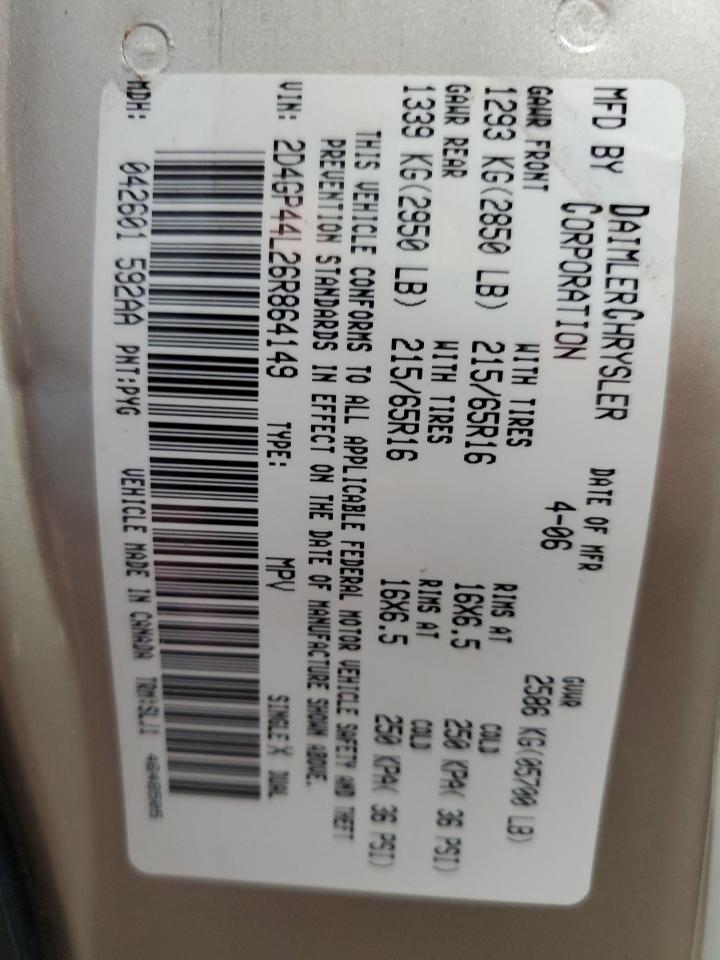 MFD BY DAIMLERCHRYSLER CORPORATION
DATE OF MFR
4-06
GVWR
2586 KG(05700 LB)
GAWR FRONT
WITH TIRES
RIMS AT
COLD
1293 KG(2850 LB)
215/65R16
16X6.5
250 KPA( 36 PSI)
GAWR REAR
WITH TIRES
RIMS AT
COLD
1339 KG(2950 LB)
215/65R16
16X6.5
250 KPA( 36 PSI)
THIS VEHICLE CONFORMS TO ALL APPLICABLE FEDERAL MOTOR VEHICLE SAFETY AND THEFT
PREVENTION STANDARDS IN EFFECT ON THE DATE OF MANUFACTURE SHOWN ABOVE.
VIN: 2D4GP44L26R864149 TYPE: MPV SINGLE X DUAL
MDH: 042601 592AA PNT:PYG VEHICLE MADE IN CANADA TRM:SLJ1 4648505